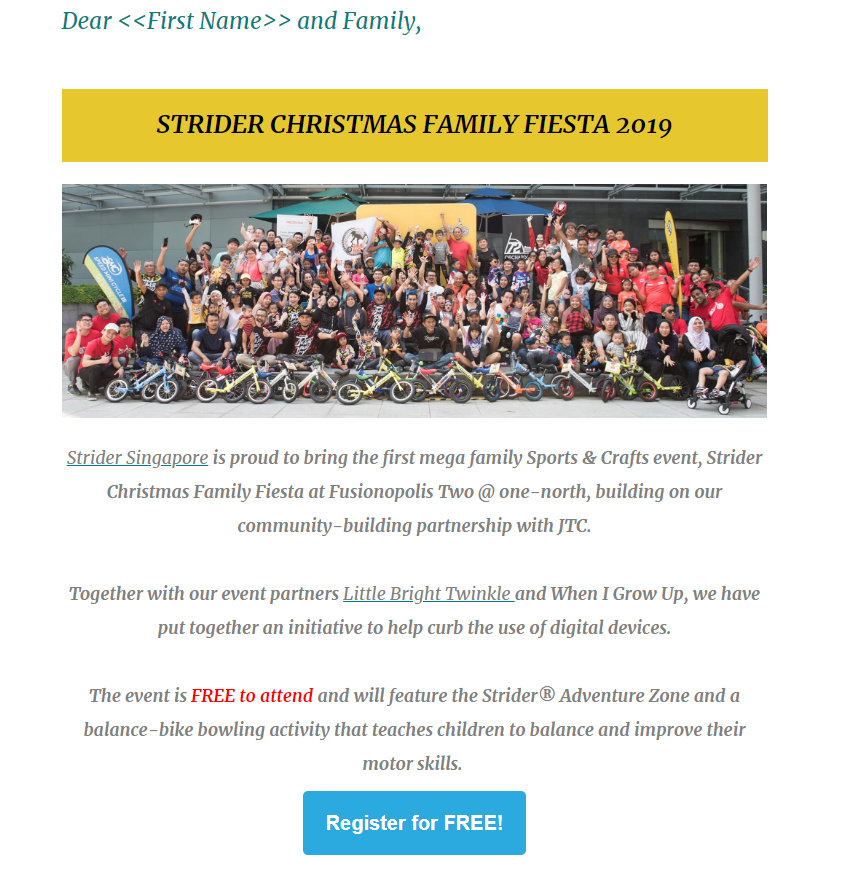 Dear <<First Name>> and Family,
STRIDER CHRISTMAS FAMILY FIESTA 2019
Strider Singapore is proud to bring the first mega family Sports & Crafts event, Strider
Christmas Family Fiesta at Fusionopolis Two @ one-north, building on our
community-building partnership with JTC.
Together with our event partners Little Bright Twinkle and When I Grow Up, we have
put together an initiative to help curb the use of digital devices.
The event is FREE to attend and will feature the Strider® Adventure Zone and a
balance-bike bowling activity that teaches children to balance and improve their
motor skills.
Register for FREE!